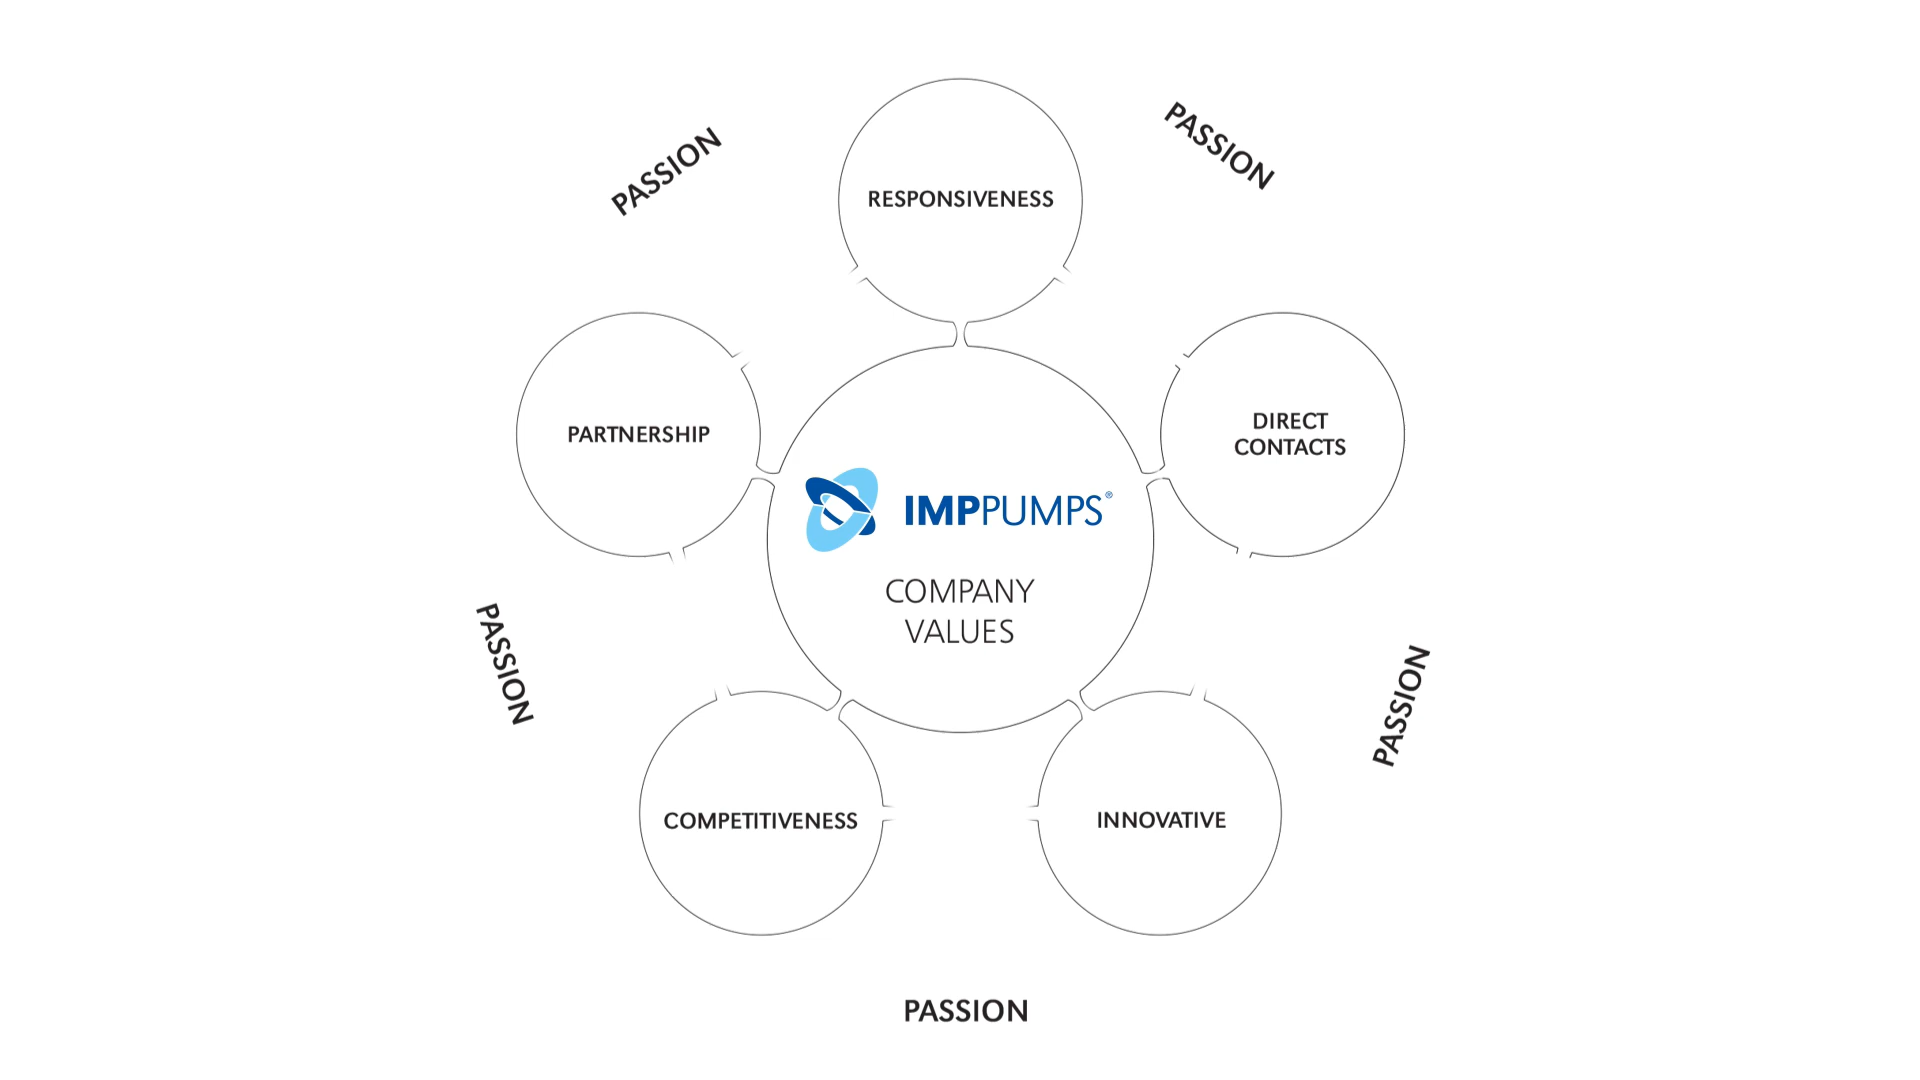 PASSION
PASSION
RESPONSIVENESS
PARTNERSHIP
DIRECT
CONTACTS
IMPPUMPS®
COMPANY
VALUES
PASSION
PASSION
COMPETITIVENESS
INNOVATIVE
PASSION